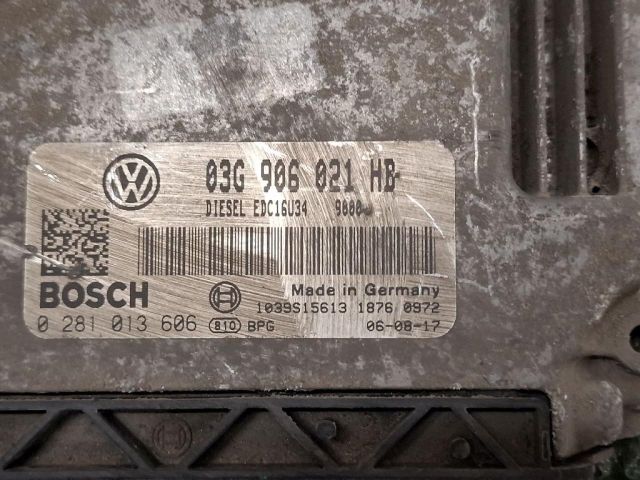 03G 906 021 HB
DIESEL EDC16U34
BOSCH
Made in Germany
1039S15613 1876 0972
0 281 013 606 810 BPG 06-08-17